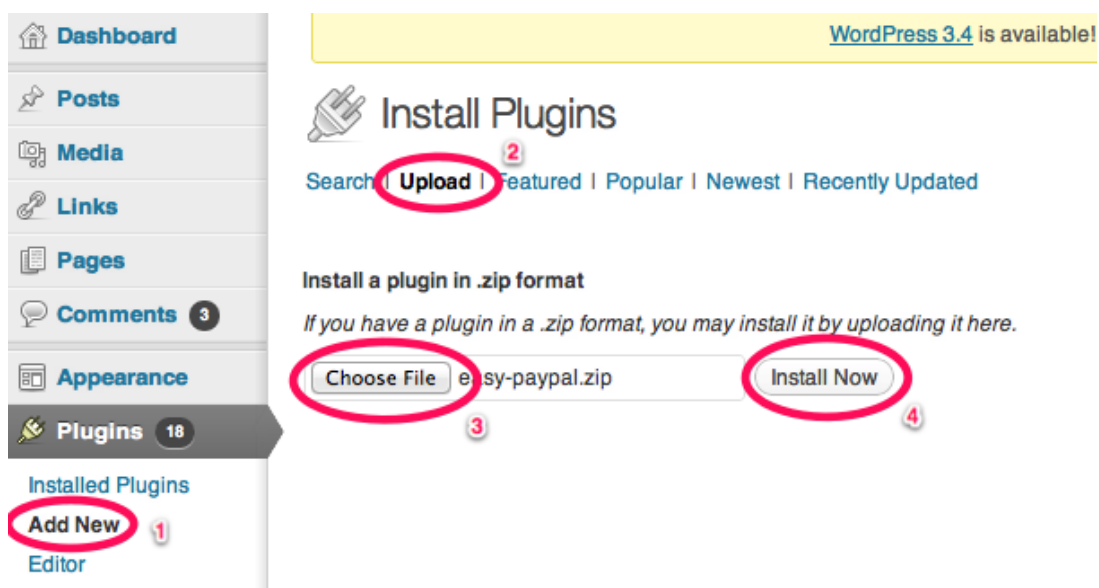 Dashboard
Posts
Media
Links
Pages
Comments 3
Appearance
Plugins 18
Installed Plugins
Add New 1
Editor
WordPress 3.4 is available!
Install Plugins
2
Search | Upload | Featured | Popular | Newest | Recently Updated
Install a plugin in .zip format
If you have a plugin in a .zip format, you may install it by uploading it here.
Choose File easy-paypal.zip Install Now
3 4